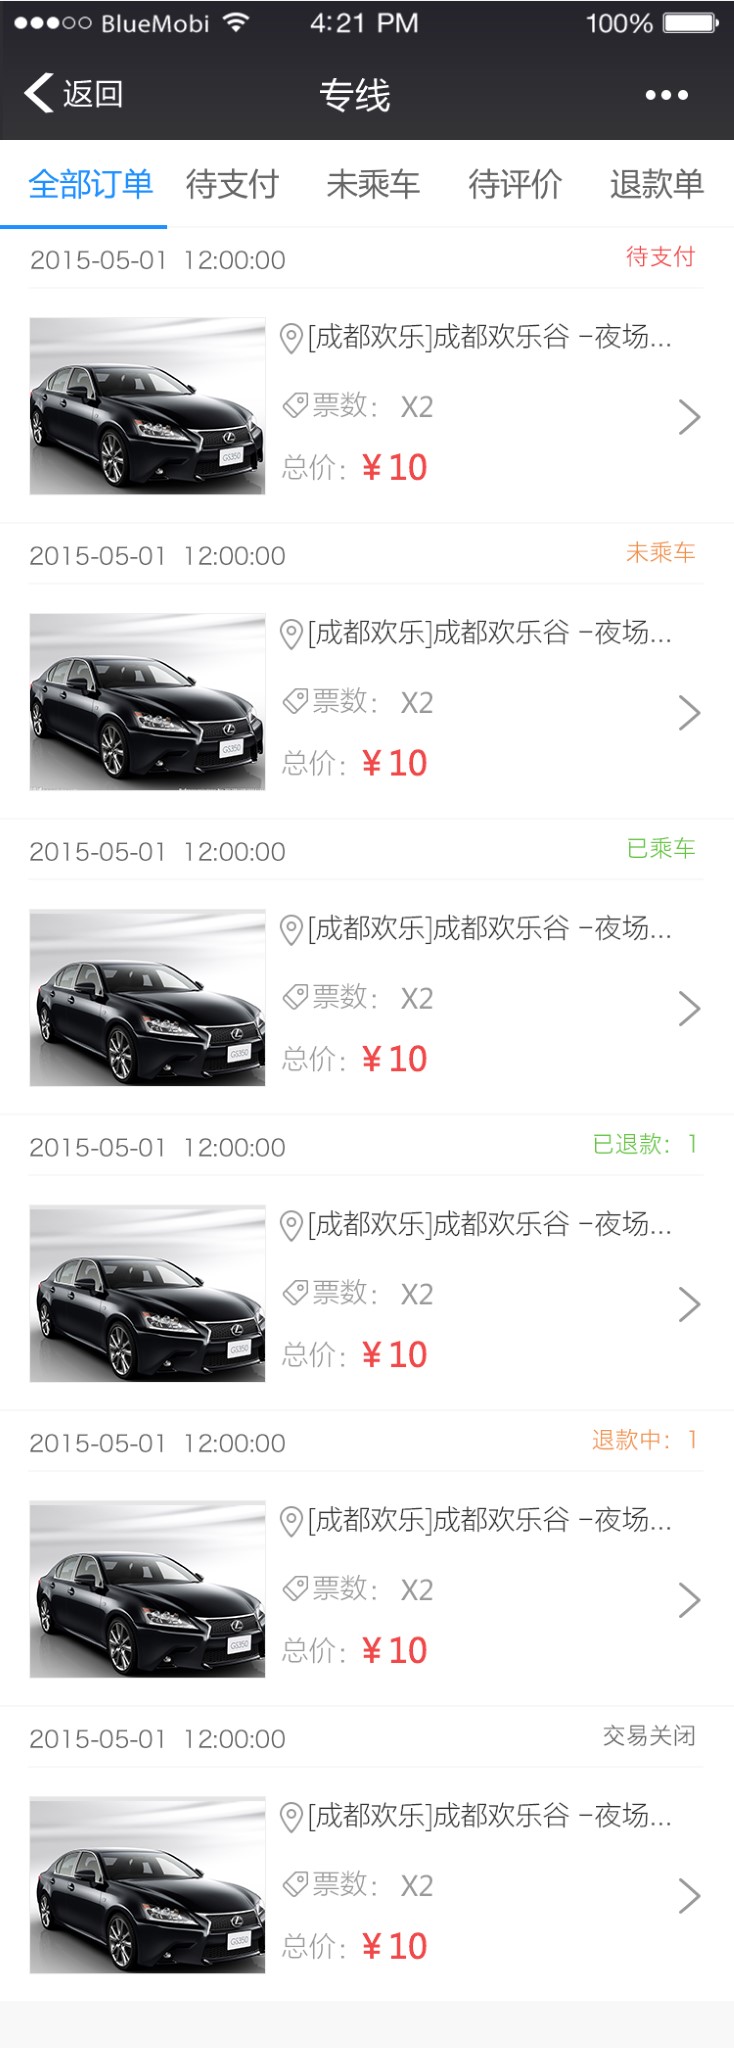 BlueMobi 4:21 PM 100%
返回 专线
全部订单 待支付 未乘车 待评价 退款单
2015-05-01 12:00:00 待支付
[成都欢乐]成都欢乐谷 -夜场...
票数： X2
总价：¥10
GS350
2015-05-01 12:00:00 未乘车
[成都欢乐]成都欢乐谷 -夜场...
票数： X2
总价：¥10
GS350
2015-05-01 12:00:00 已乘车
[成都欢乐]成都欢乐谷 -夜场...
票数： X2
总价：¥10
GS350
2015-05-01 12:00:00 已退款：1
[成都欢乐]成都欢乐谷 -夜场...
票数： X2
总价：¥10
GS350
2015-05-01 12:00:00 退款中：1
[成都欢乐]成都欢乐谷 -夜场...
票数： X2
总价：¥10
GS350
2015-05-01 12:00:00 交易关闭
[成都欢乐]成都欢乐谷 -夜场...
票数： X2
总价：¥10
GS350